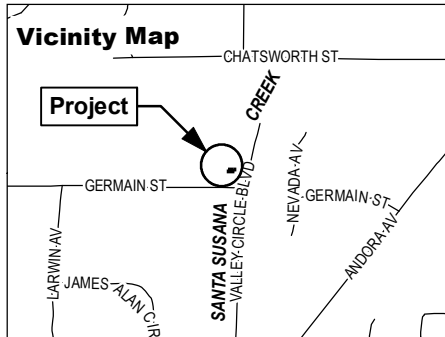 Vicinity Map
CHATSWORTH ST
CREEK
Project
GERMAIN ST
SANTA SUSANA
VALLEY CIRCLE BLVD
NEVADA AV
GERMAIN ST
ANDORA AV
LARWIN AV
JAMES
ALAN CIR